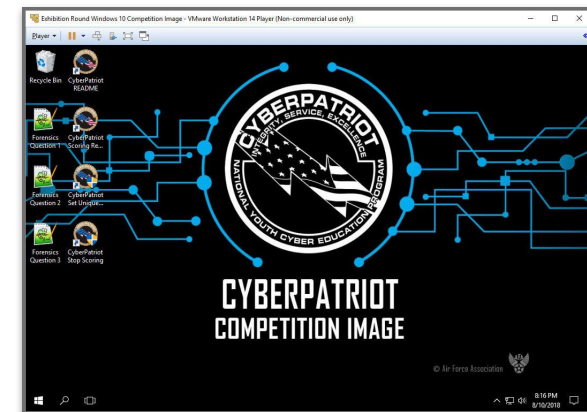 Exhibition Round Windows 10 Competition Image - VMware Workstation 14 Player (Non-commercial use only)
Player
Recycle Bin
CyberPatriot README
Forensics Question 1
CyberPatriot Scoring Re...
Forensics Question 2
CyberPatriot Set Unique...
Forensics Question 3
CyberPatriot Stop Scoring
CYBERPATRIOT
INTEGRITY, SERVICE, EXCELLENCE
NATIONAL YOUTH CYBER EDUCATION PROGRAM
CYBERPATRIOT
COMPETITION IMAGE
© Air Force Association
8:16 PM
8/10/2018